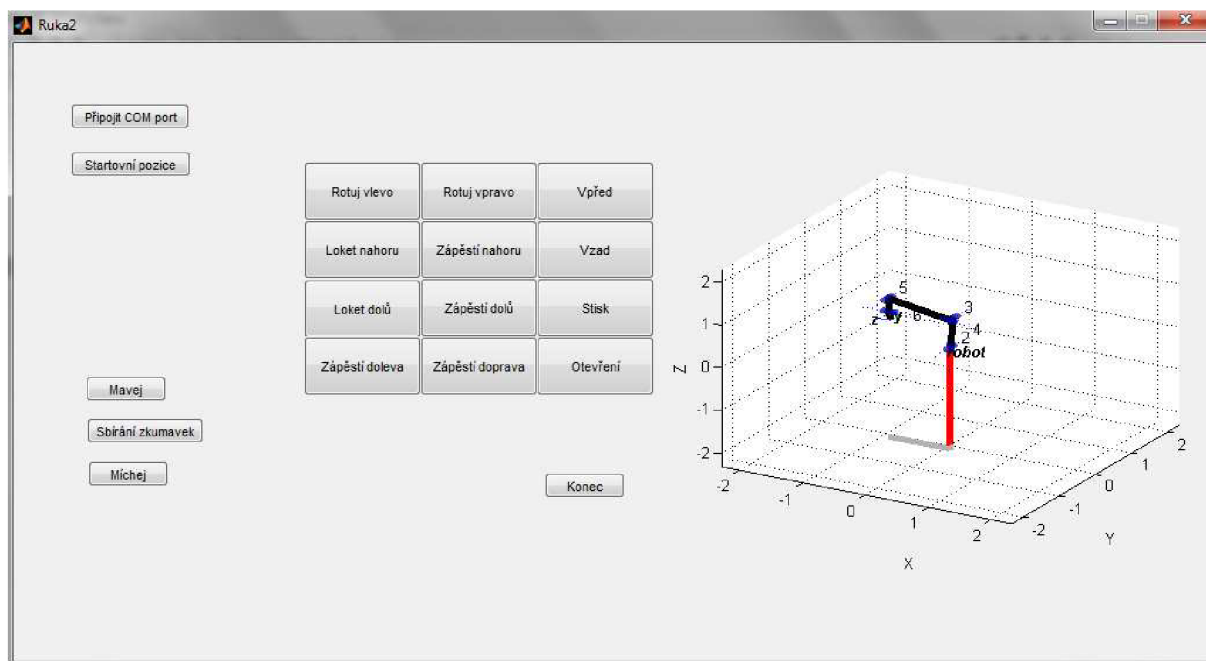 Ruka2
Připojit COM port
Startovní pozice
Rotuj vlevo
Rotuj vpravo
Vpřed
Loket nahoru
Zápěstí nahoru
Vzad
Loket dolů
Zápěstí dolů
Stisk
Zápěstí doleva
Zápěstí doprava
Otevření
Mavej
Sbírání zkumavek
Míchej
Konec
2
1
0
-1
-2
Z
-2
-1
0
1
2
X
-2
-1
0
1
2
Y
5
3
4
2
6
z
y
robot